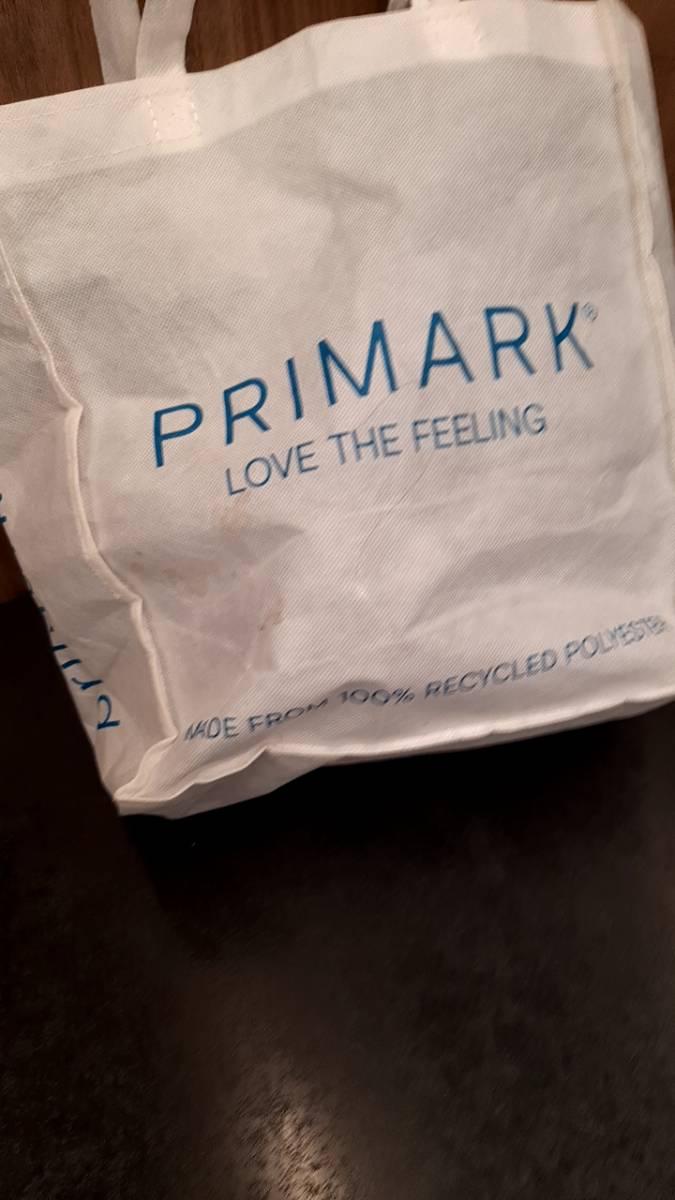 PRIMARK®
LOVE THE FEELING
MADE FROM 100% RECYCLED POLYESTER